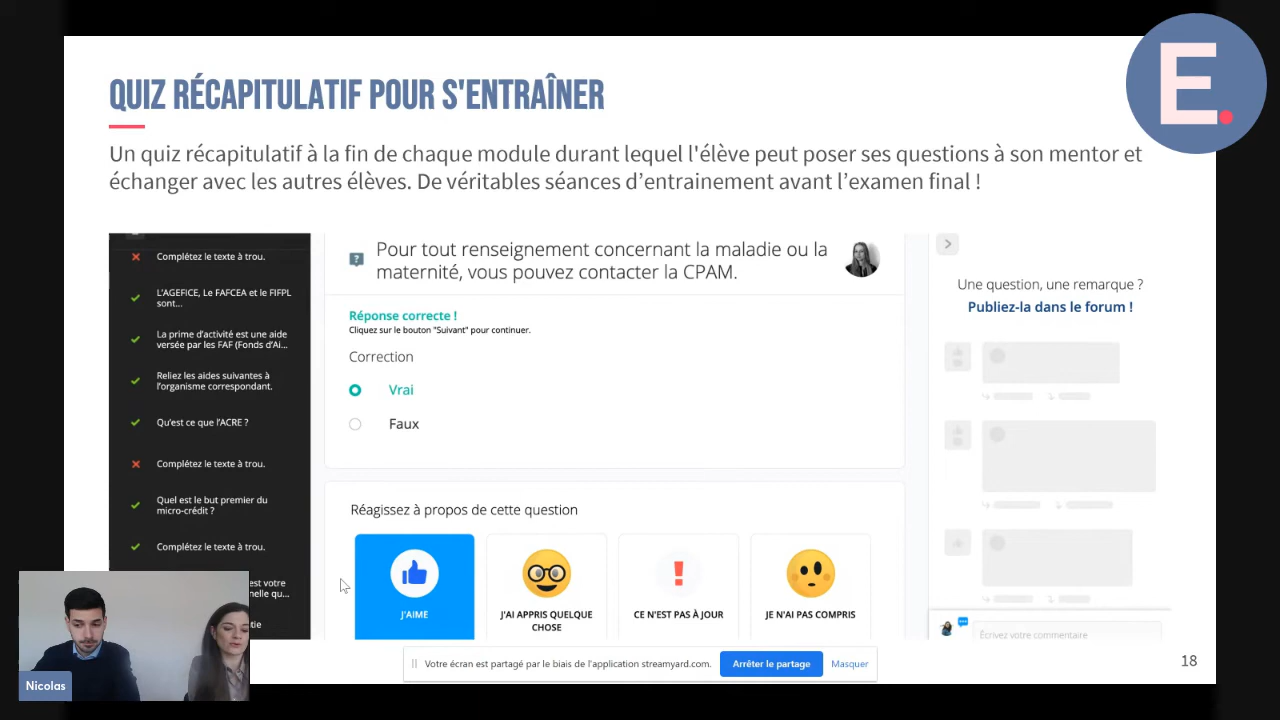 QUIZ RÉCAPITULATIF POUR S'ENTRAÎNER
E.
Un quiz récapitulatif à la fin de chaque module durant lequel l'élève peut poser ses questions à son mentor et
échanger avec les autres élèves. De véritables séances d’entrainement avant l’examen final !
Complétez le texte à trou.
L'AGEFICE, Le FAFCEA et le FIFPL
sont...
La prime d’activité est une aide
versée par les FAF (Fonds d’Ai...
Reliez les aides suivantes à
l’organisme correspondant.
Qu'est ce que l’ACRE ?
Complétez le texte à trou.
Quel est le but premier du
micro-crédit ?
Complétez le texte à trou.
est votre
nelle qu...
tie
?
Pour tout renseignement concernant la maladie ou la
maternité, vous pouvez contacter la CPAM.
Réponse correcte !
Cliquez sur le bouton "Suivant" pour continuer.
Correction
Vrai
Faux
Réagissez à propos de cette question
J'AIME
J'AI APPRIS QUELQUE
CHOSE
CE N'EST PAS À JOUR
JE N'AI PAS COMPRIS
Une question, une remarque ?
Publiez-la dans le forum !
Écrivez votre commentaire
Votre écran est partagé par le biais de l'application streamyard.com.
Arrêter le partage
Masquer
18
Nicolas